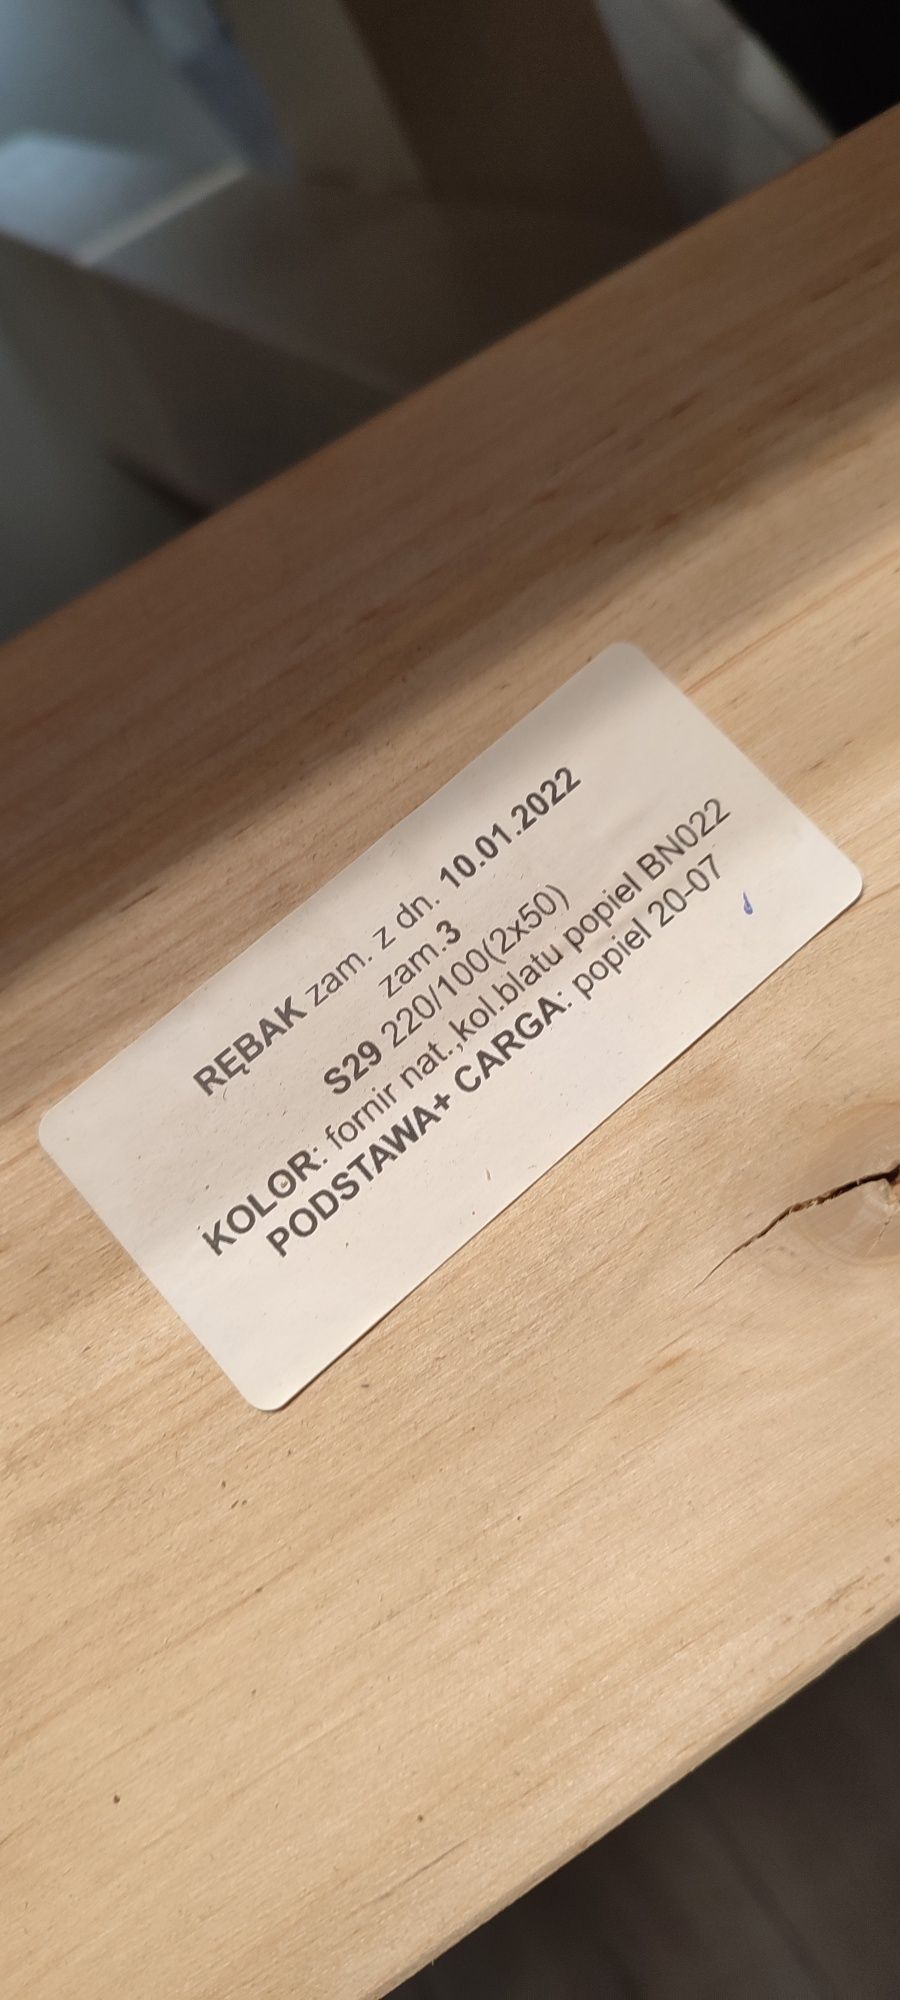 RĘBAK zam. z dn. 10.01.2022
zam.3
S29 220/100(2x50)
KOLOR: fornir nat.,kol.blatu popiel BN022
PODSTAWA+ CARGA: popiel 20-07